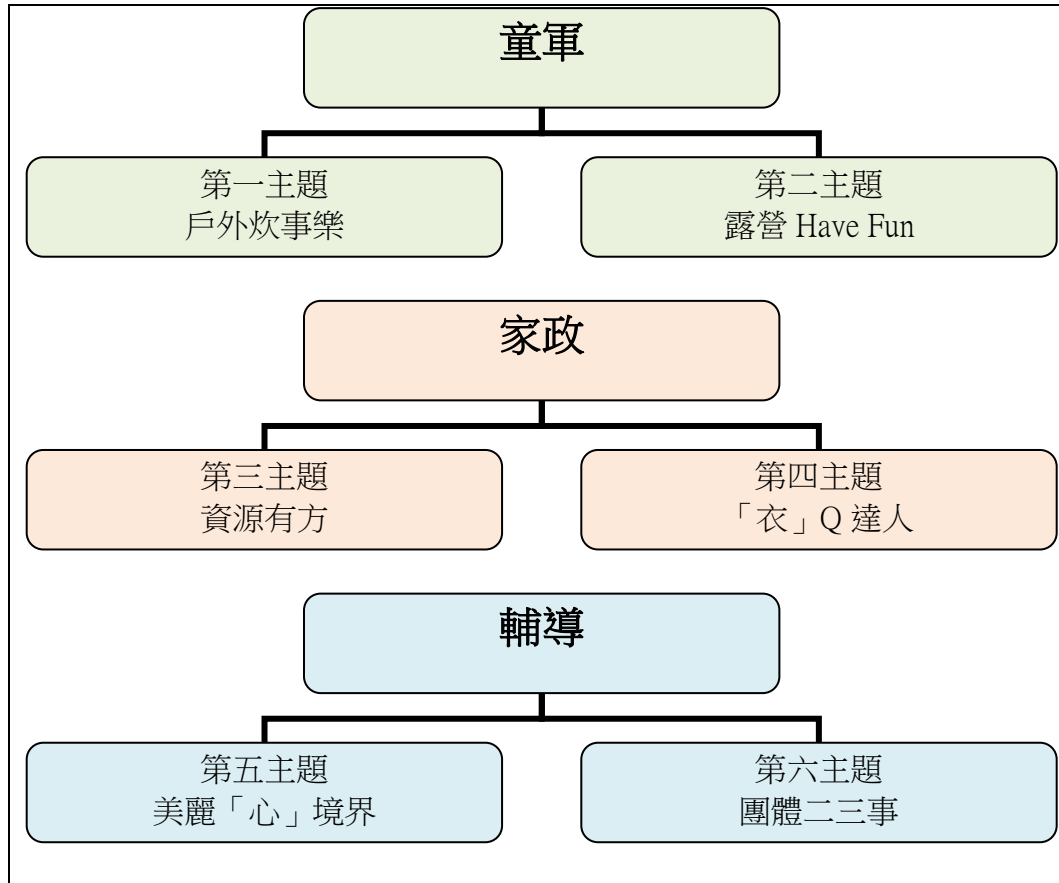 童軍
第一主題
戶外炊事樂
第二主題
露營 Have Fun
家政
第三主題
資源有方
第四主題
「衣」Q 達人
輔導
第五主題
美麗「心」境界
第六主題
團體二三事